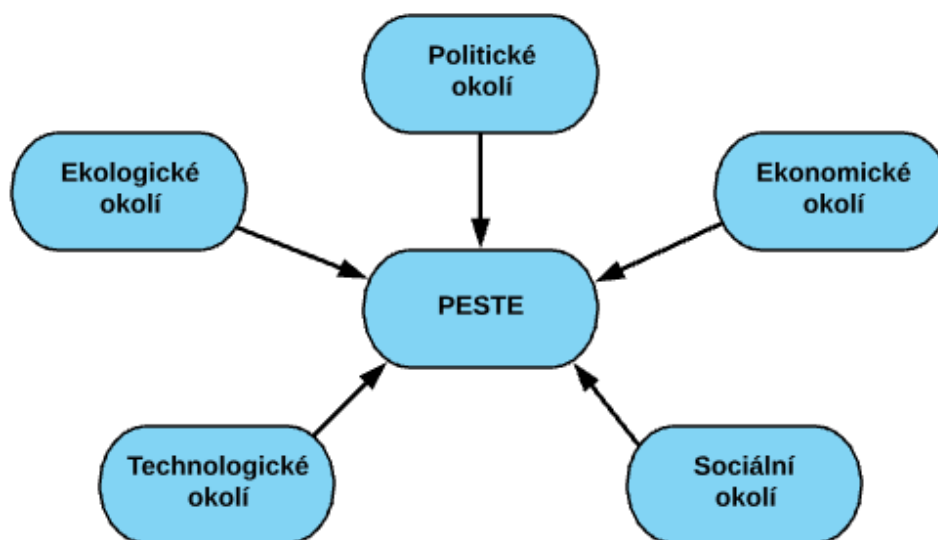 Politické
okolí
Ekologické
okolí
Ekonomické
okolí
PESTE
Technologické
okolí
Sociální
okolí